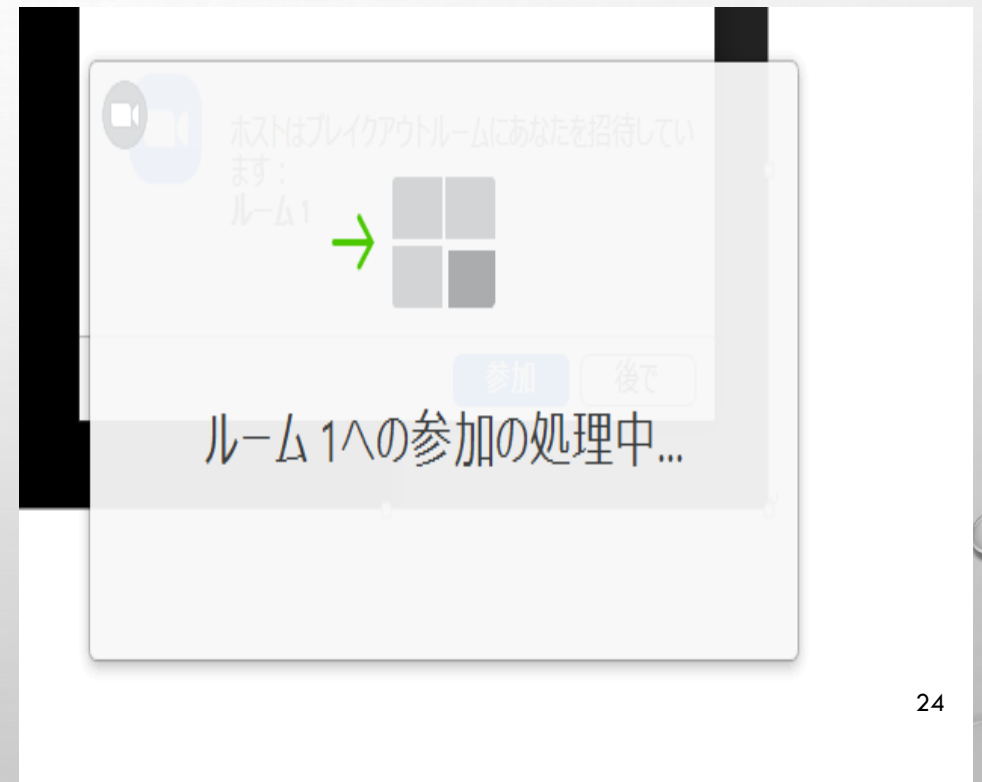 ホストはブレイクアウトルームにあなたを招待してい
ます：
ルーム 1
参加
後で
ルーム 1への参加の処理中...
24